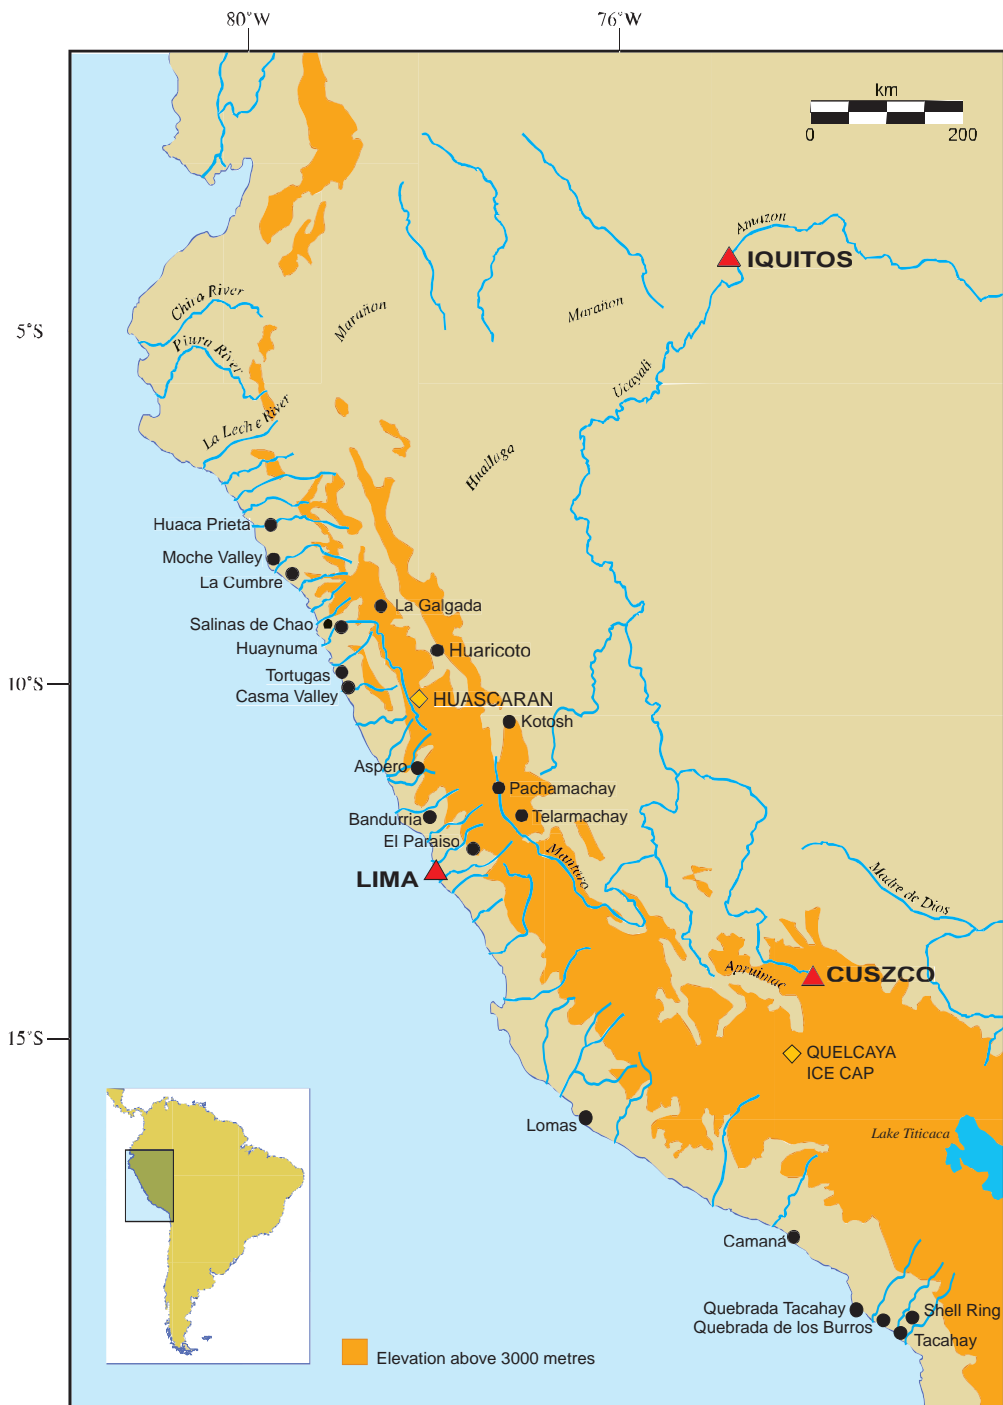 80˚W
76˚W
km
0
200
Amazon
IQUITOS
Chira River
Marañon
Marañon
5˚S
Piura River
Ucayali
La Leche River
Huallaga
Huaca Prieta
Moche Valley
La Cumbre
La Galgada
Salinas de Chao
Huaynuma
Huaricoto
Tortugas
10˚S
Casma Valley
HUASCARAN
Kotosh
Aspero
Pachamachay
Bandurria
Telarmachay
El Paraiso
Mantaro
LIMA
Madre de Dios
Apruimac
CUSZCO
15˚S
QUELCAYA
ICE CAP
Lomas
Lake Titicaca
Camaná
Quebrada Tacahay
Shell Ring
Quebrada de los Burros
Tacahay
Elevation above 3000 metres